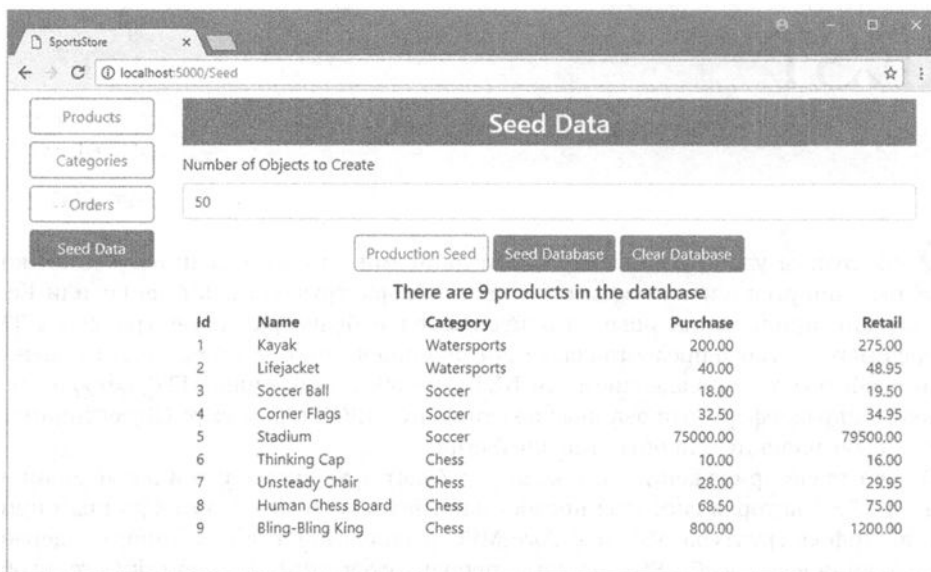 SportsStore
localhost:5000/Seed
Products
Categories
Orders
Seed Data
Seed Data
Number of Objects to Create
50
Production Seed Seed Database Clear Database
There are 9 products in the database
Id Name Category Purchase Retail
1 Kayak Watersports 200.00 275.00
2 Lifejacket Watersports 40.00 48.95
3 Soccer Ball Soccer 18.00 19.50
4 Corner Flags Soccer 32.50 34.95
5 Stadium Soccer 75000.00 79500.00
6 Thinking Cap Chess 10.00 16.00
7 Unsteady Chair Chess 28.00 29.95
8 Human Chess Board Chess 68.50 75.00
9 Bling-Bling King Chess 800.00 1200.00